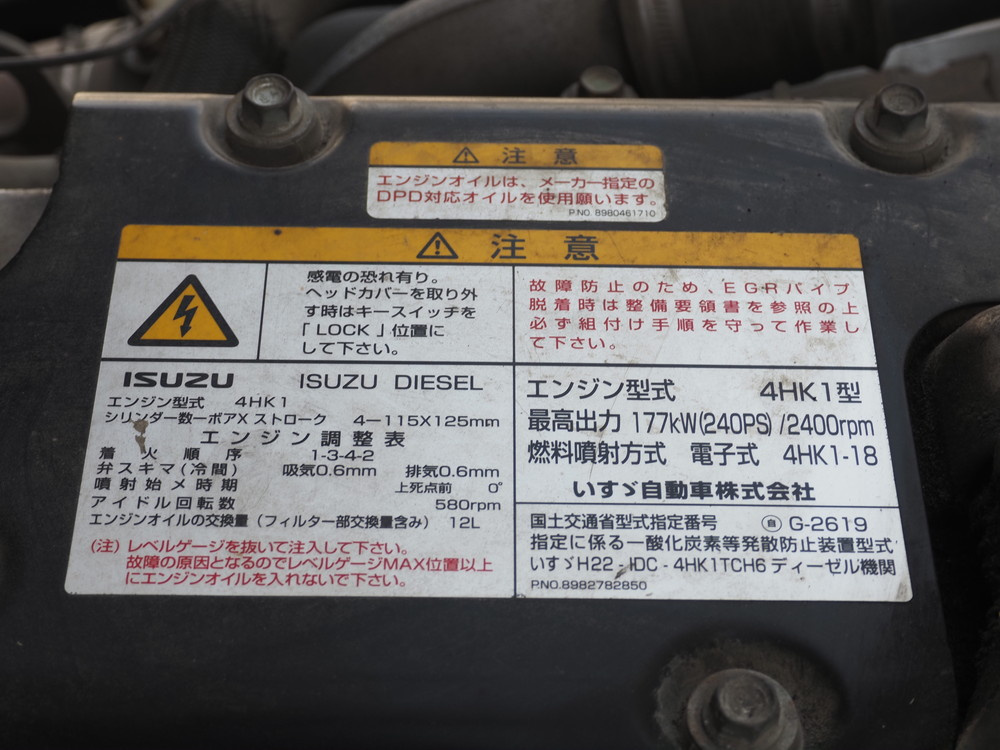 ⚠ 注意
エンジンオイルは、メーカー指定の
DPD対応オイルを使用願います。
P.NO. 8980461710
⚠ 注意
感電の恐れ有り。
ヘッドカバーを取り外
す時はキースイッチを
「LOCK」位置に
して下さい。
故障防止のため、EGRパイプ
脱着時は整備要領書を参照の上
必ず組付け手順を守って作業し
て下さい。
ISUZU ISUZU DIESEL
エンジン型式 4HK1
シリンダー数ーボアX ストローク 4-115X125mm
エンジン調整表
着火順序 1-3-4-2
弁スキマ(冷間) 吸気0.6mm 排気0.6mm
噴射始メ時期 上死点前 0°
アイドル回転数 580rpm
エンジンオイルの交換量(フィルター部交換量含み) 12L
(注) レベルゲージを抜いて注入して下さい。
故障の原因となるのでレベルゲージMAX位置以上
にエンジンオイルを入れないで下さい。
エンジン型式 4HK1型
最高出力 177kW(240PS)/2400rpm
燃料噴射方式 電子式 4HK1-18
いすゞ自動車株式会社
国土交通省型式指定番号 ㉂ G-2619
指定に係る一酸化炭素等発散防止装置型式
いすゞH22-IDC-4HK1TCH6 ディーゼル機関
P.NO.8982782850